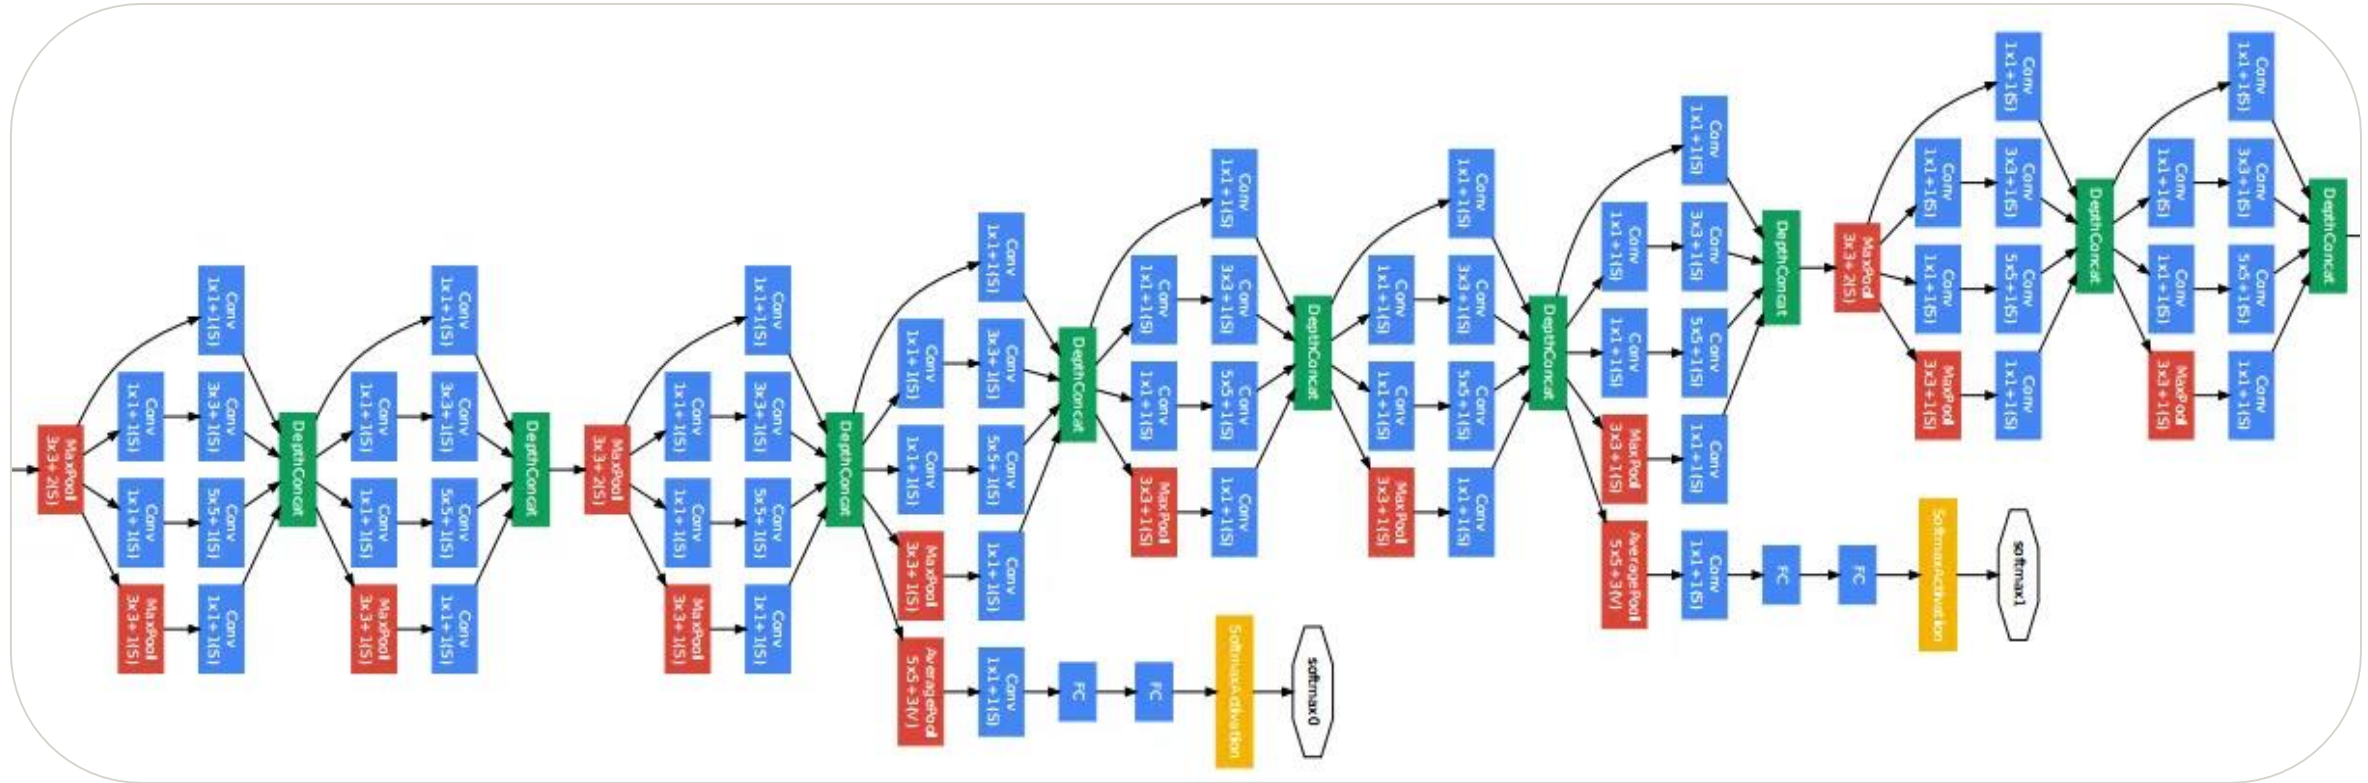 MaxPool
3x3+2(S)
Conv
1x1+1(S)
Conv
1x1+1(S)
MaxPool
3x3+1(S)
Conv
1x1+1(S)
Conv
3x3+1(S)
Conv
5x5+1(S)
Conv
1x1+1(S)
DepthConcat
Conv
1x1+1(S)
Conv
1x1+1(S)
MaxPool
3x3+1(S)
Conv
1x1+1(S)
Conv
3x3+1(S)
Conv
5x5+1(S)
Conv
1x1+1(S)
DepthConcat
MaxPool
3x3+2(S)
Conv
1x1+1(S)
Conv
1x1+1(S)
MaxPool
3x3+1(S)
Conv
1x1+1(S)
Conv
3x3+1(S)
Conv
5x5+1(S)
Conv
1x1+1(S)
DepthConcat
Conv
1x1+1(S)
Conv
1x1+1(S)
MaxPool
3x3+1(S)
AveragePool
5x5+3(V)
Conv
1x1+1(S)
Conv
3x3+1(S)
Conv
5x5+1(S)
Conv
1x1+1(S)
Conv
1x1+1(S)
DepthConcat
FC
FC
SoftmaxActivation
softmax0
Conv
1x1+1(S)
Conv
1x1+1(S)
MaxPool
3x3+1(S)
Conv
1x1+1(S)
Conv
3x3+1(S)
Conv
5x5+1(S)
Conv
1x1+1(S)
DepthConcat
Conv
1x1+1(S)
Conv
1x1+1(S)
MaxPool
3x3+1(S)
Conv
1x1+1(S)
Conv
3x3+1(S)
Conv
5x5+1(S)
Conv
1x1+1(S)
DepthConcat
Conv
1x1+1(S)
Conv
1x1+1(S)
MaxPool
3x3+1(S)
AveragePool
5x5+3(V)
Conv
1x1+1(S)
Conv
3x3+1(S)
Conv
5x5+1(S)
Conv
1x1+1(S)
Conv
1x1+1(S)
DepthConcat
FC
FC
SoftmaxActivation
softmax1
MaxPool
3x3+2(S)
Conv
1x1+1(S)
Conv
1x1+1(S)
MaxPool
3x3+1(S)
Conv
1x1+1(S)
Conv
3x3+1(S)
Conv
5x5+1(S)
Conv
1x1+1(S)
DepthConcat
Conv
1x1+1(S)
Conv
1x1+1(S)
MaxPool
3x3+1(S)
Conv
1x1+1(S)
Conv
3x3+1(S)
Conv
5x5+1(S)
Conv
1x1+1(S)
DepthConcat